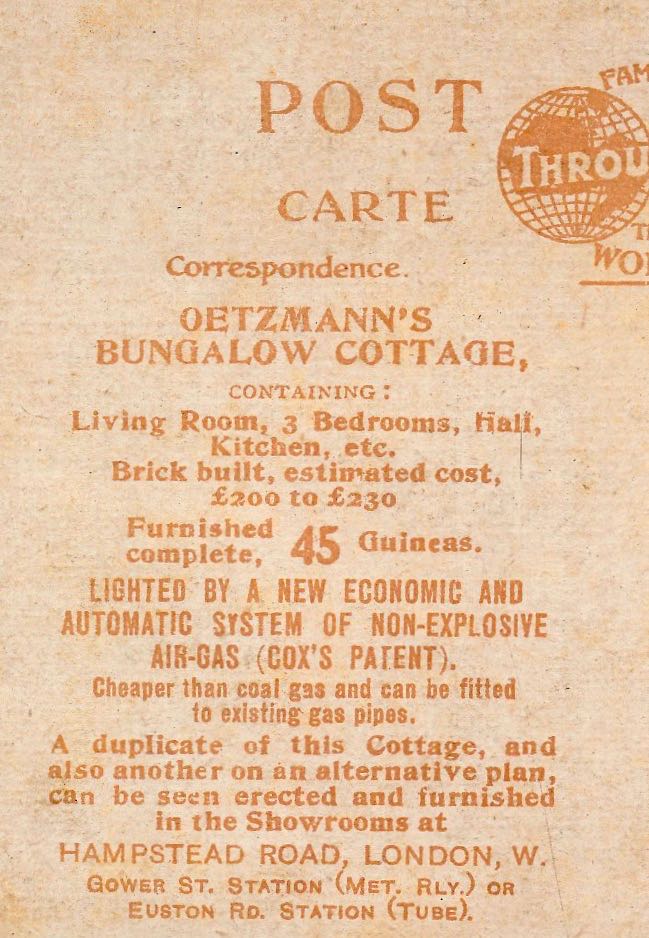 POST
CARTE
FAM
THROU
WO
Correspondence.
OETZMANN'S
BUNGALOW COTTAGE,
CONTAINING:
Living Room, 3 Bedrooms, Hall,
Kitchen, etc.
Brick built, estimated cost,
£200 to £230
Furnished
complete, 45 Guineas.
LIGHTED BY A NEW ECONOMIC AND
AUTOMATIC SYSTEM OF NON-EXPLOSIVE
AIR-GAS (COX'S PATENT).
Cheaper than coal gas and can be fitted
to existing gas pipes.
A duplicate of this Cottage, and
also another on an alternative plan,
can be seen erected and furnished
in the Showrooms at
HAMPSTEAD ROAD, LONDON, W.
GOWER ST. STATION (MET. RLY.) OR
EUSTON RD. STATION (TUBE).